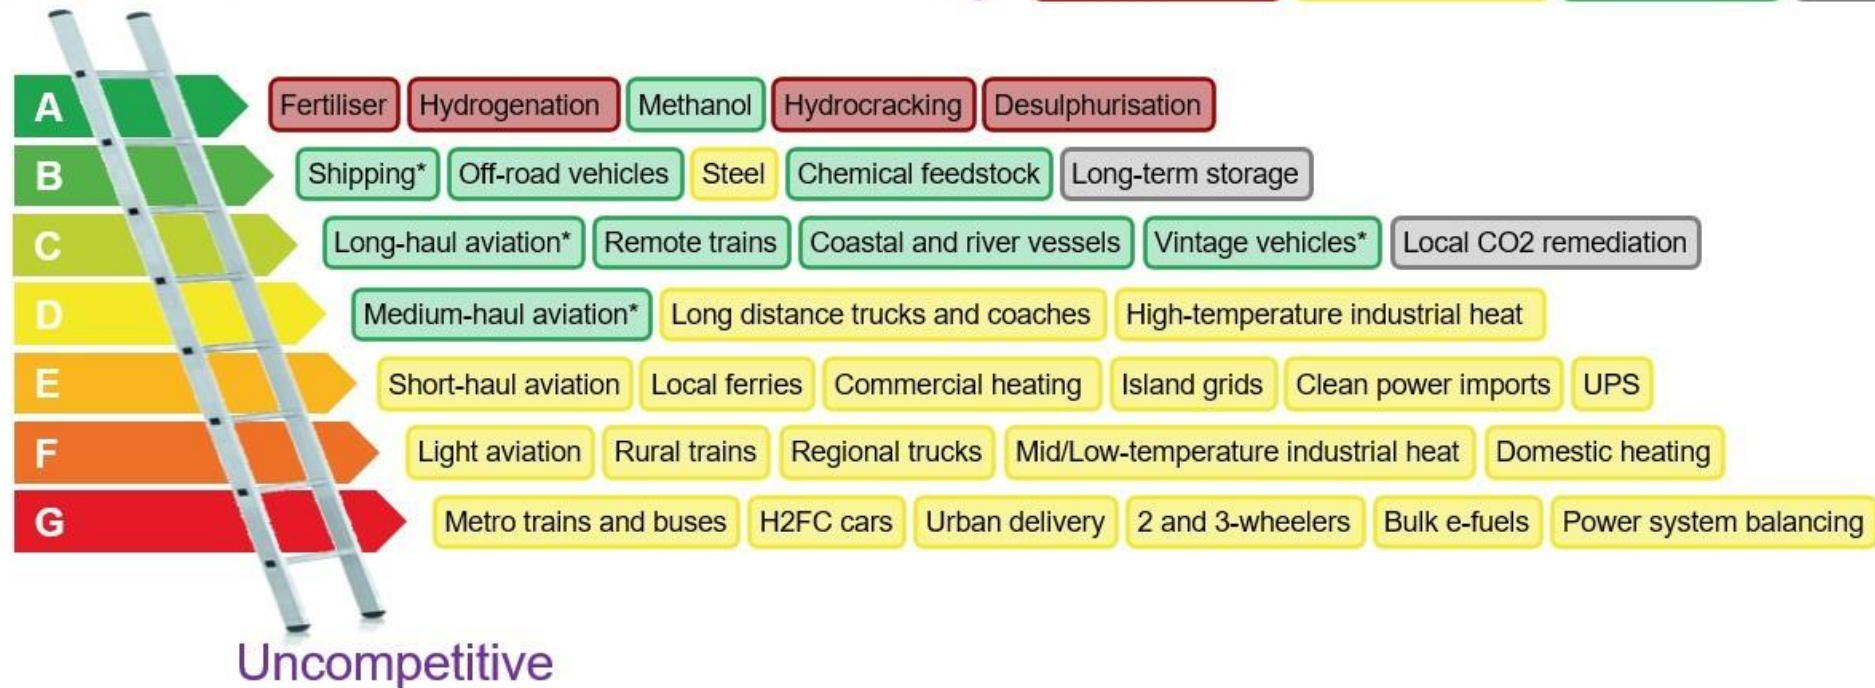 A Fertiliser Hydrogenation Methanol Hydrocracking Desulphurisation
B Shipping* Off-road vehicles Steel Chemical feedstock Long-term storage
C Long-haul aviation* Remote trains Coastal and river vessels Vintage vehicles* Local CO2 remediation
D Medium-haul aviation* Long distance trucks and coaches High-temperature industrial heat
E Short-haul aviation Local ferries Commercial heating Island grids Clean power imports UPS
F Light aviation Rural trains Regional trucks Mid/Low-temperature industrial heat Domestic heating
G Metro trains and buses H2FC cars Urban delivery 2 and 3-wheelers Bulk e-fuels Power system balancing
Uncompetitive